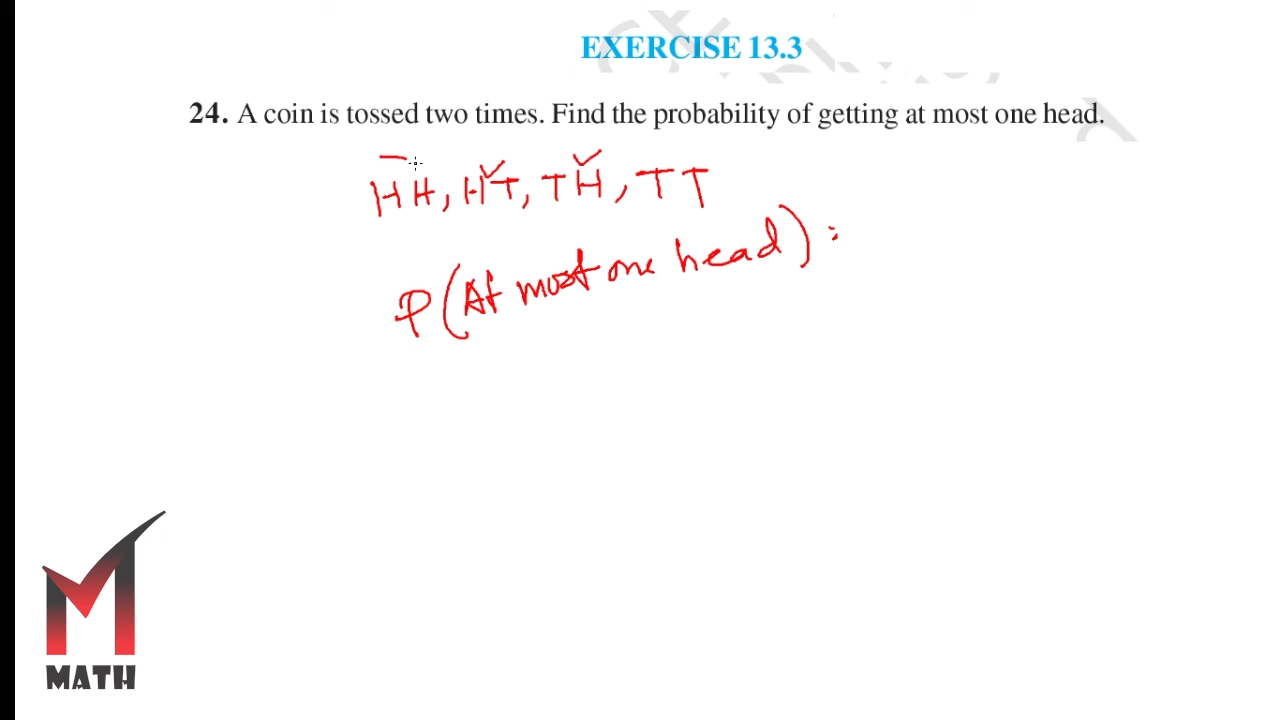 EXERCISE 13.3
24. A coin is tossed two times. Find the probability of getting at most one head.
HH, HT, TH, TT
P(At most one head) =
MATH